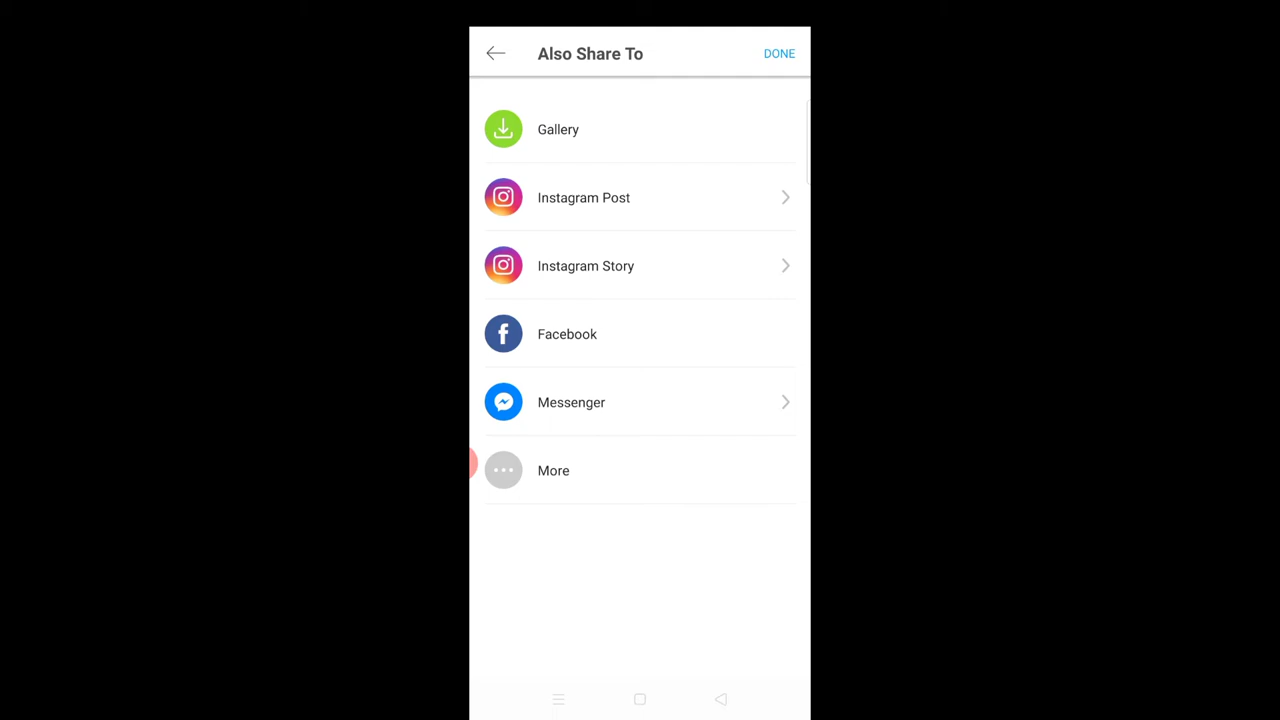 Also Share To
DONE
Gallery
Instagram Post
Instagram Story
Facebook
Messenger
More